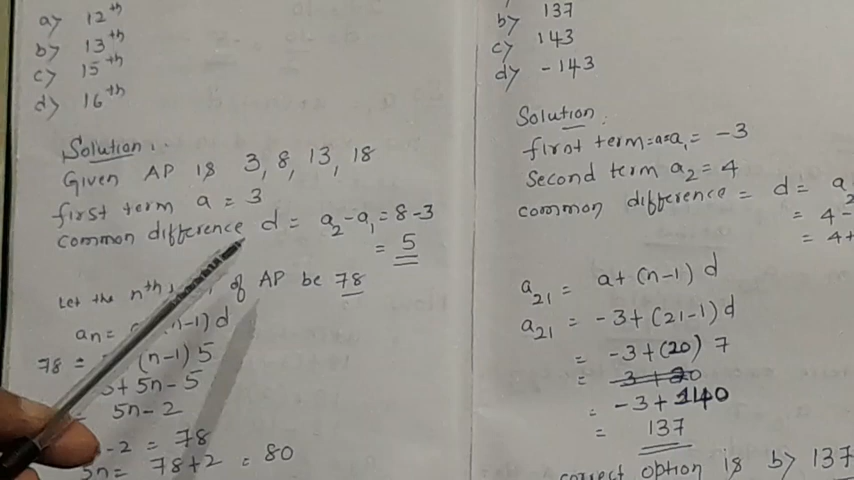 a> 12th
b> 13th
c> 15th
d> 16th
Solution:
Given AP is 3, 8, 13, 18
first term a = 3
common difference d = a2-a1 = 8-3
= 5
Let the nth of AP be 78
an = -1)d
78 = (n-1) 5
+ 5n - 5
5n - 2
-2 = 78
5n = 78+2 = 80
b> 137
c> 143
d> -143
Solution:
first term = a = a1 = -3
Second term a2 = 4
common difference = d = a2
= 4-
= 4+
a21 = a+(n-1) d
a21 = -3+(21-1) d
= -3+(20) 7
= 3+20
= -3+140
= 137
correct option is b> 137